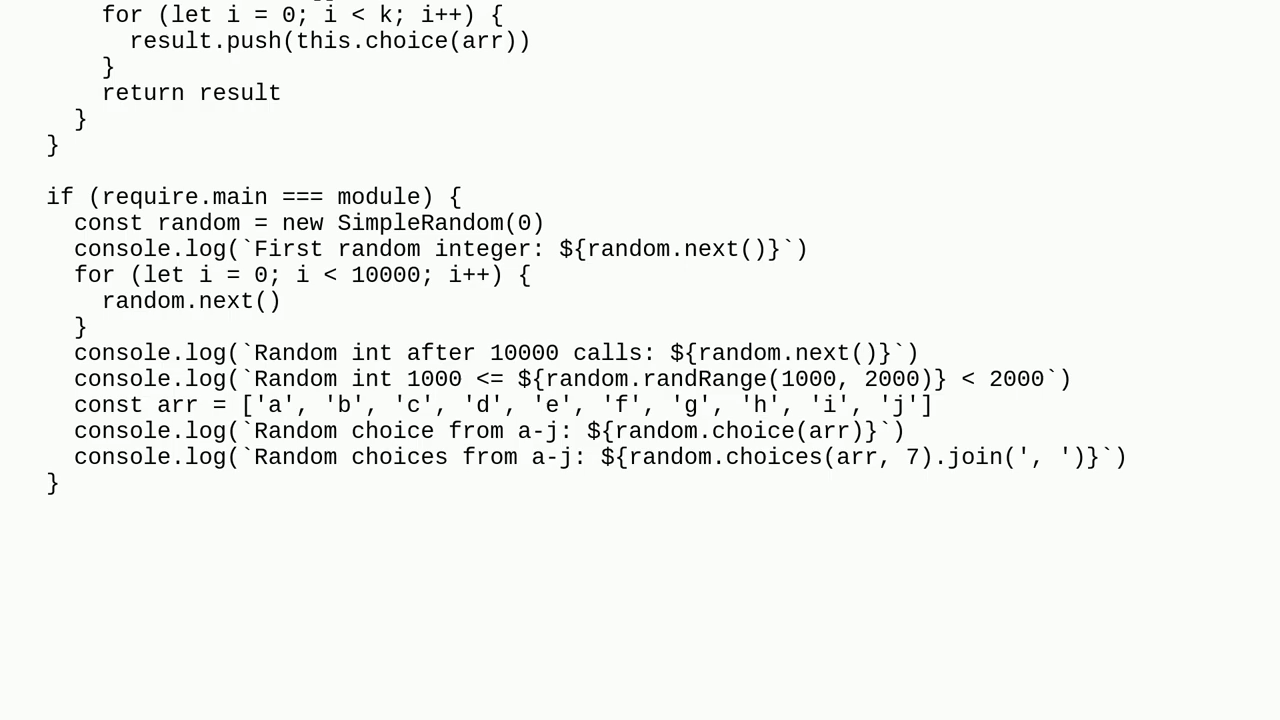 for (let i = 0; i < k; i++) {
result.push(this.choice(arr))
}
return result
}
}
if (require.main === module) {
const random = new SimpleRandom(0)
console.log(`First random integer: ${random.next()}`)
for (let i = 0; i < 10000; i++) {
random.next()
}
console.log(`Random int after 10000 calls: ${random.next()}`)
console.log(`Random int 1000 <= ${random.randRange(1000, 2000)} < 2000`)
const arr = ['a', 'b', 'c', 'd', 'e', 'f', 'g', 'h', 'i', 'j']
console.log(`Random choice from a-j: ${random.choice(arr)}`)
console.log(`Random choices from a-j: ${random.choices(arr, 7).join(', ')}`)
}